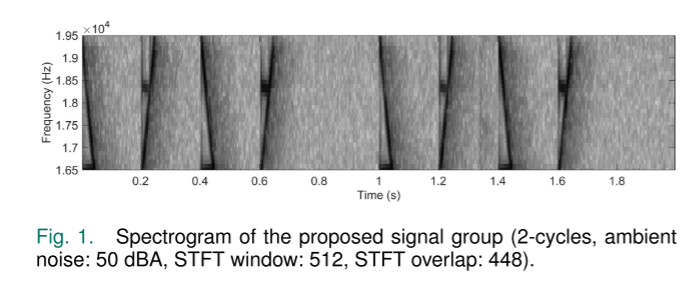 ×10⁴
1.95
1.9
1.85
1.8
1.75
1.7
1.65
Frequency (Hz)
0.2 0.4 0.6 0.8 1 1.2 1.4 1.6 1.8
Time (s)
Fig. 1. Spectrogram of the proposed signal group (2-cycles, ambient
noise: 50 dBA, STFT window: 512, STFT overlap: 448).